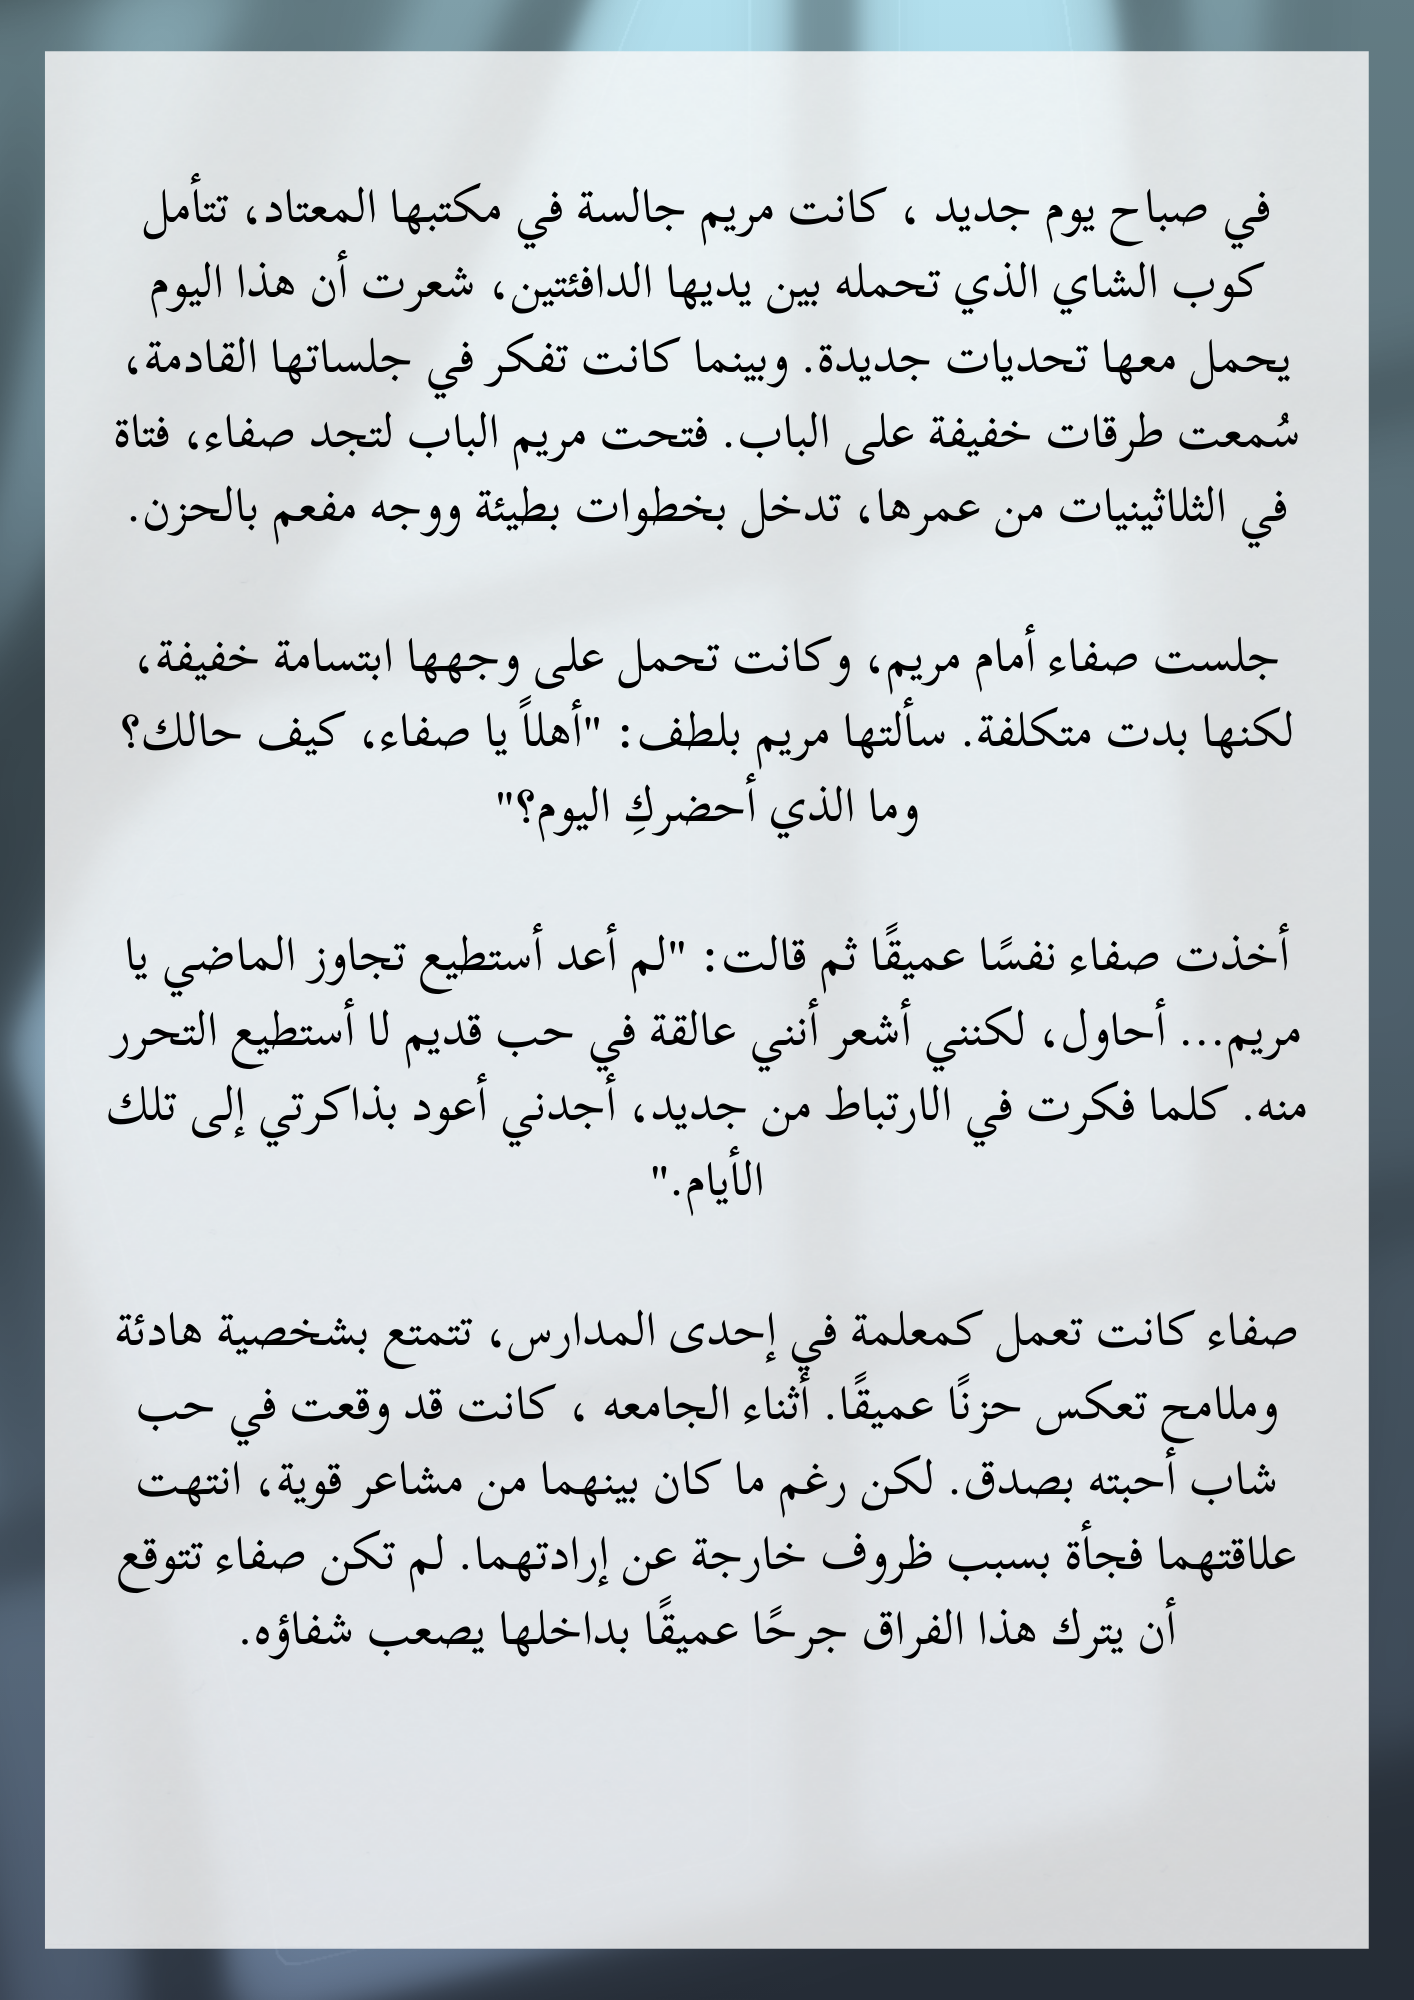 في صباح يوم جديد ، كانت مريم جالسة في مكتبها المعتاد، تتأمل
كوب الشاي الذي تحمله بين يديها الدافئتين، شعرت أن هذا اليوم
يحمل معها تحديات جديدة. وبينما كانت تفكر في جلساتها القادمة،
سُمعت طرقات خفيفة على الباب. فتحت مريم الباب لتجد صفاء، فتاة
في الثلاثينيات من عمرها، تدخل بخطوات بطيئة ووجه مفعم بالحزن.
جلست صفاء أمام مريم، وكانت تحمل على وجهها ابتسامة خفيفة،
لكنها بدت متكلفة. سألتها مريم بلطف: "أهلاً يا صفاء، كيف حالك؟
وما الذي أحضركِ اليوم؟"
أخذت صفاء نفسًا عميقًا ثم قالت: "لم أعد أستطيع تجاوز الماضي يا
مريم... أحاول، لكنني أشعر أنني عالقة في حب قديم لا أستطيع التحرر
منه. كلما فكرت في الارتباط من جديد، أجدني أعود بذاكرتي إلى تلك
الأيام."
صفاء كانت تعمل كمعلمة في إحدى المدارس، تتمتع بشخصية هادئة
وملامح تعكس حزنًا عميقًا. أثناء الجامعه ، كانت قد وقعت في حب
شاب أحبته بصدق. لكن رغم ما كان بينهما من مشاعر قوية، انتهت
علاقتهما فجأة بسبب ظروف خارجة عن إرادتهما. لم تكن صفاء تتوقع
أن يترك هذا الفراق جرحًا عميقًا بداخلها يصعب شفاؤه.